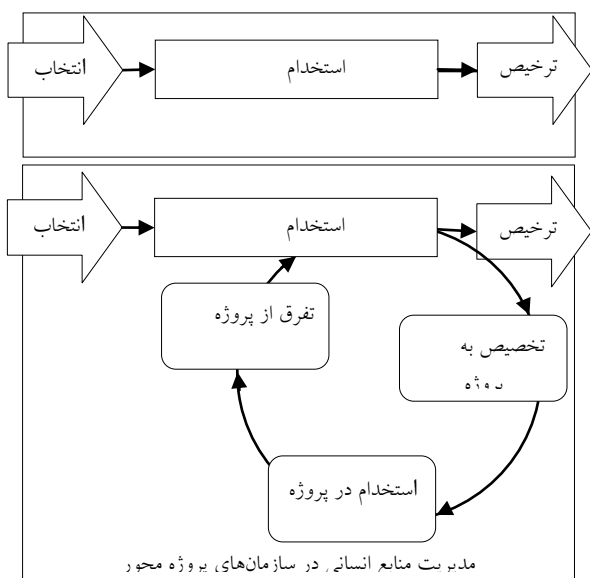 انتخاب
استخدام
ترخیص
انتخاب
استخدام
ترخیص
تفرق از پروژه
تخصیص به
پروژه
استخدام در پروژه
مدیریت منابع انسانی در سازمان‌های پروژه محور